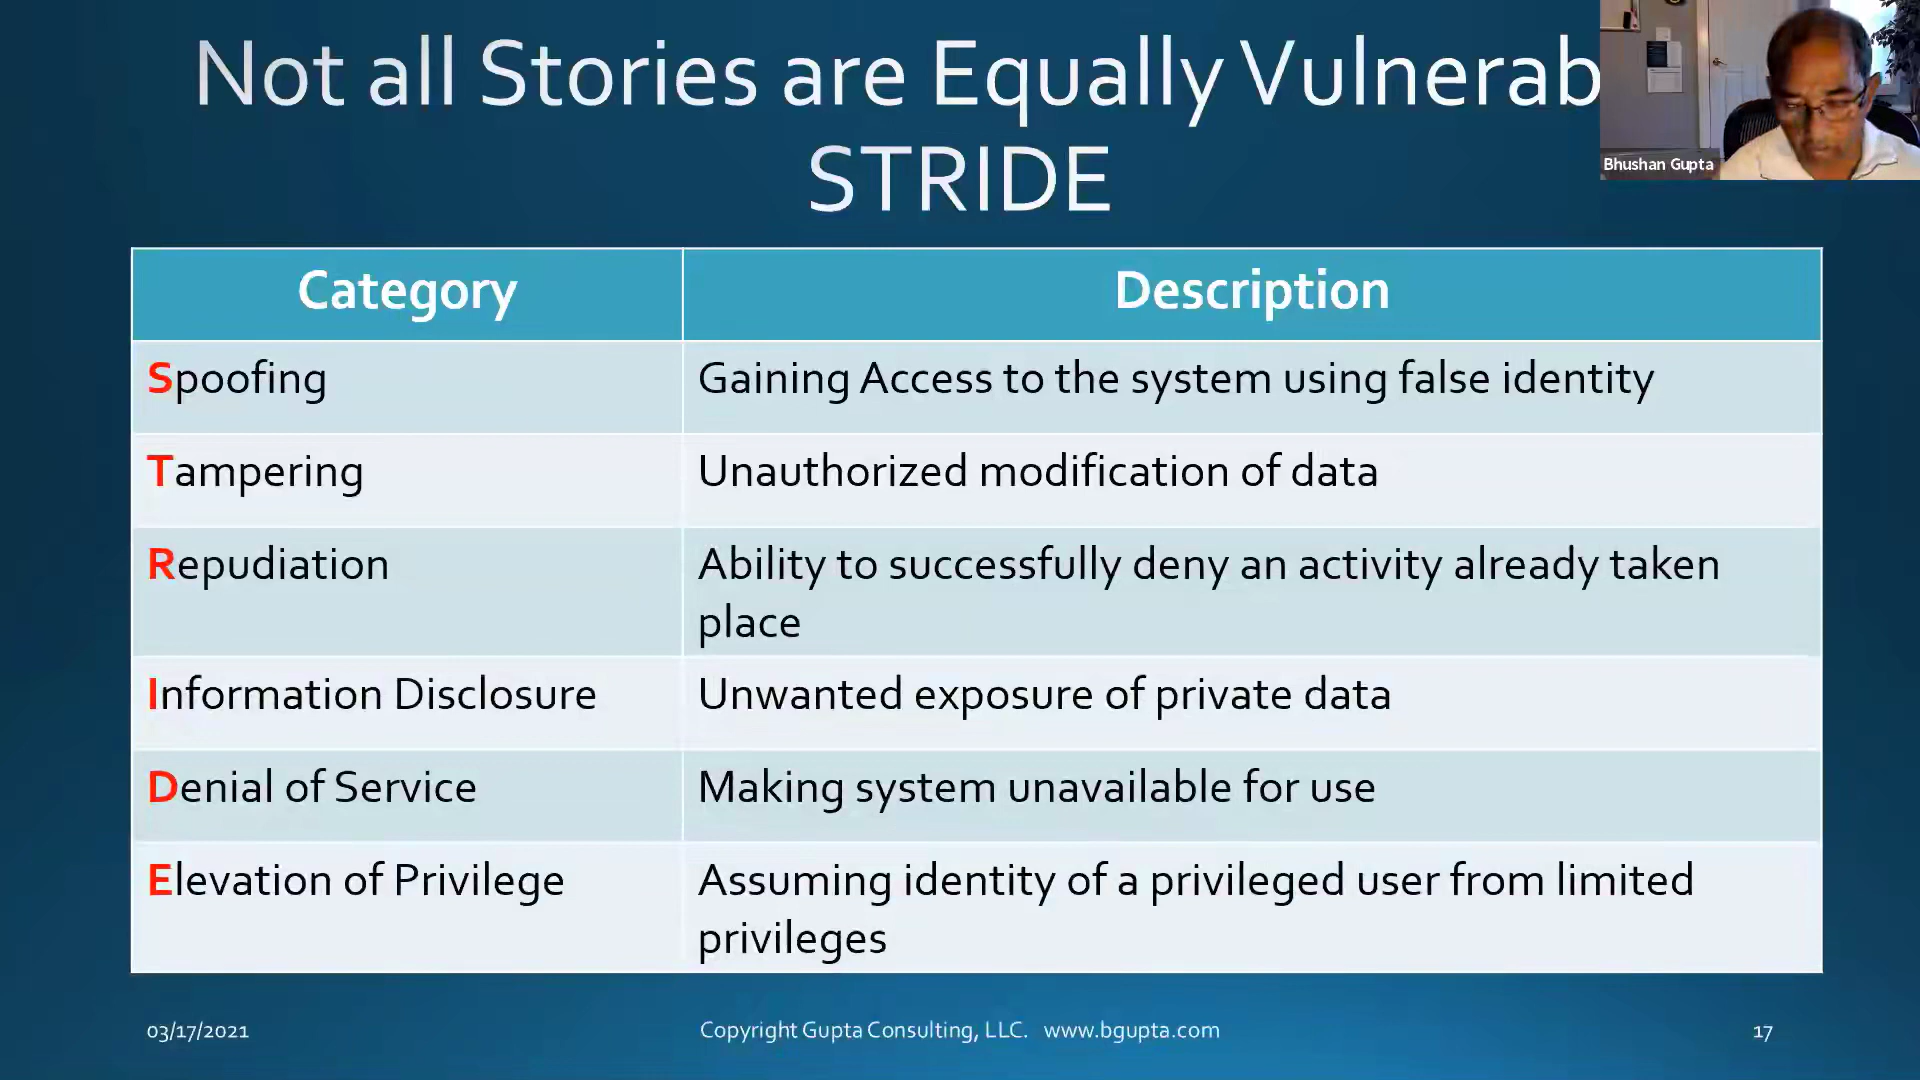 Not all Stories are Equally Vulnerab
STRIDE
Bhushan Gupta
Category Description
Spoofing Gaining Access to the system using false identity
Tampering Unauthorized modification of data
Repudiation Ability to successfully deny an activity already taken
place
Information Disclosure Unwanted exposure of private data
Denial of Service Making system unavailable for use
Elevation of Privilege Assuming identity of a privileged user from limited
privileges
03/17/2021 Copyright Gupta Consulting, LLC. www.bgupta.com 17